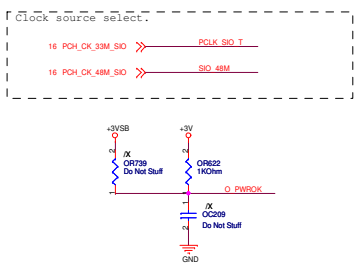 Clock source select.
16 PCH_CK_33M_SIO PCLK_SIO_T
16 PCH_CK_48M_SIO SIO_48M
+3VSB +3V
2 2
/X
OR739 OR622
Do Not Stuff 1KOhm
1 1
O_PWROK
1
/X
OC209
2 Do Not Stuff
GND